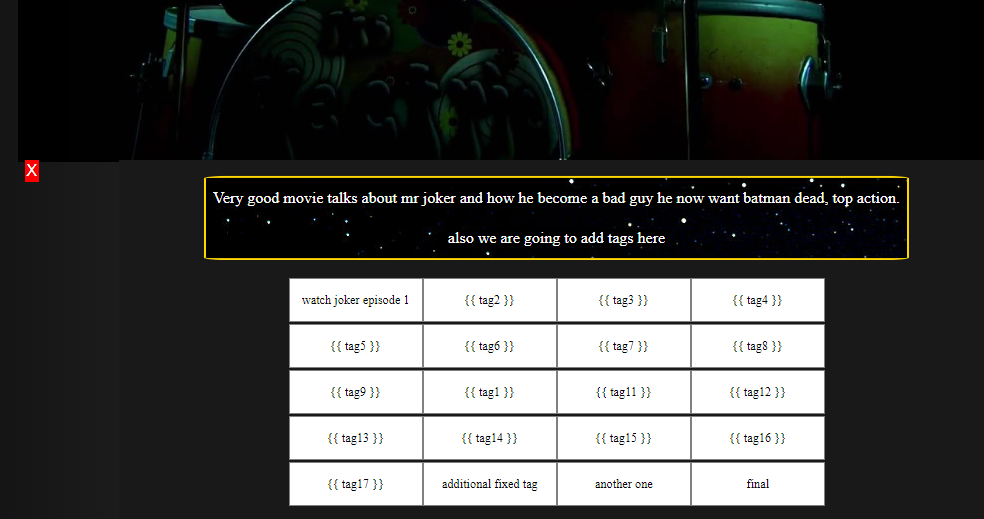 X
Very good movie talks about mr joker and how he become a bad guy he now want batman dead, top action.
also we are going to add tags here
watch joker episode 1 {{ tag2 }} {{ tag3 }} {{ tag4 }}
{{ tag5 }} {{ tag6 }} {{ tag7 }} {{ tag8 }}
{{ tag9 }} {{ tag1 }} {{ tag11 }} {{ tag12 }}
{{ tag13 }} {{ tag14 }} {{ tag15 }} {{ tag16 }}
{{ tag17 }} additional fixed tag another one final